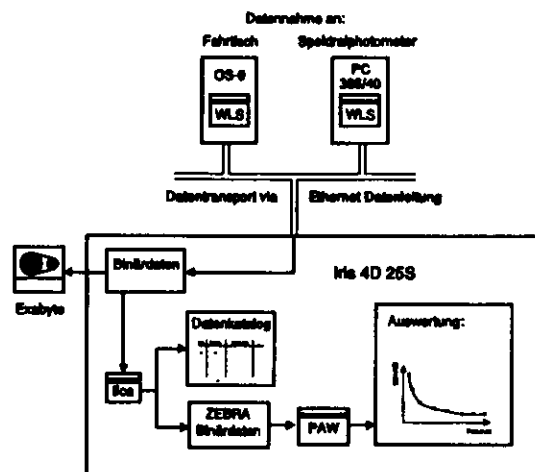 Datennahme an:
Fahrtisch
Spektralphotometer
OS-9
WLS
PC
386/40
WLS
Datentransport via
Ethernet Datenleitung
Binärdaten
Iris 4D 25S
Exabyte
Datenkatalog
Auswertung:
ZEBRA
Binärdaten
PAW